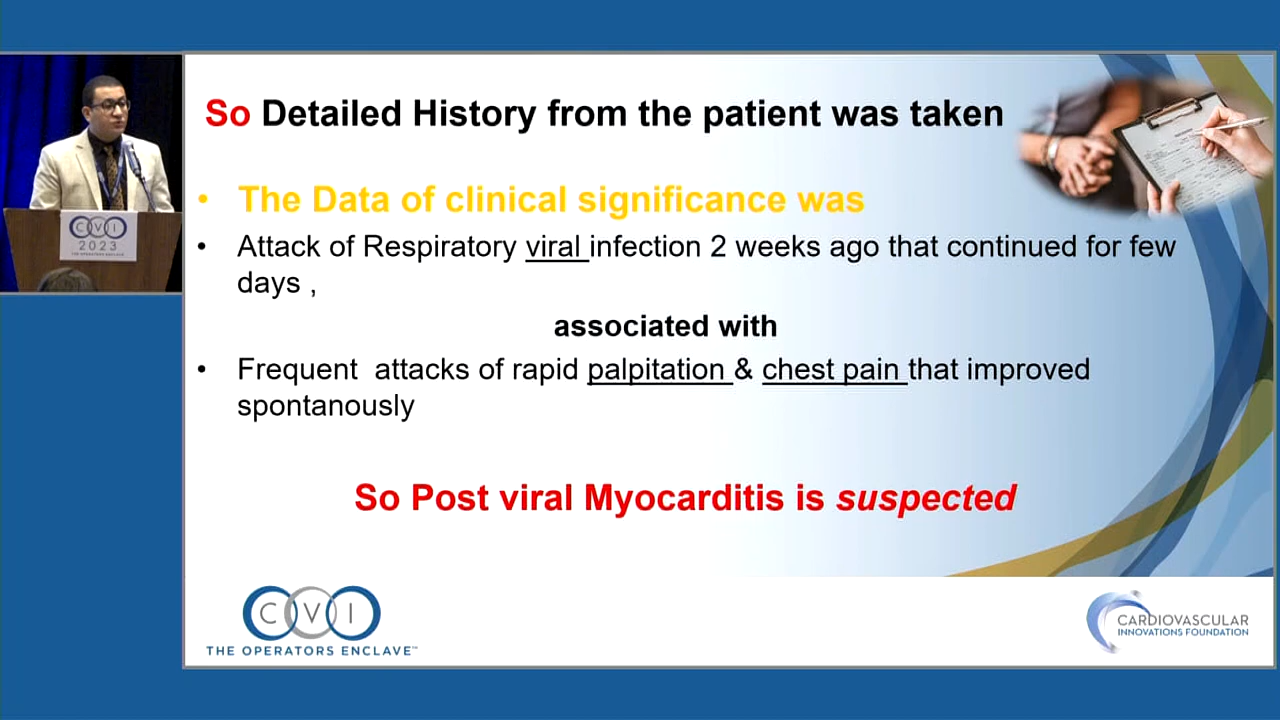 So Detailed History from the patient was taken
• The Data of clinical significance was
• Attack of Respiratory viral infection 2 weeks ago that continued for few
days ,
associated with
• Frequent attacks of rapid palpitation & chest pain that improved
spontanously
So Post viral Myocarditis is suspected
CVI
2023
THE OPERATORS ENCLAVE
CVI
THE OPERATORS ENCLAVE™
CARDIOVASCULAR
INNOVATIONS FOUNDATION